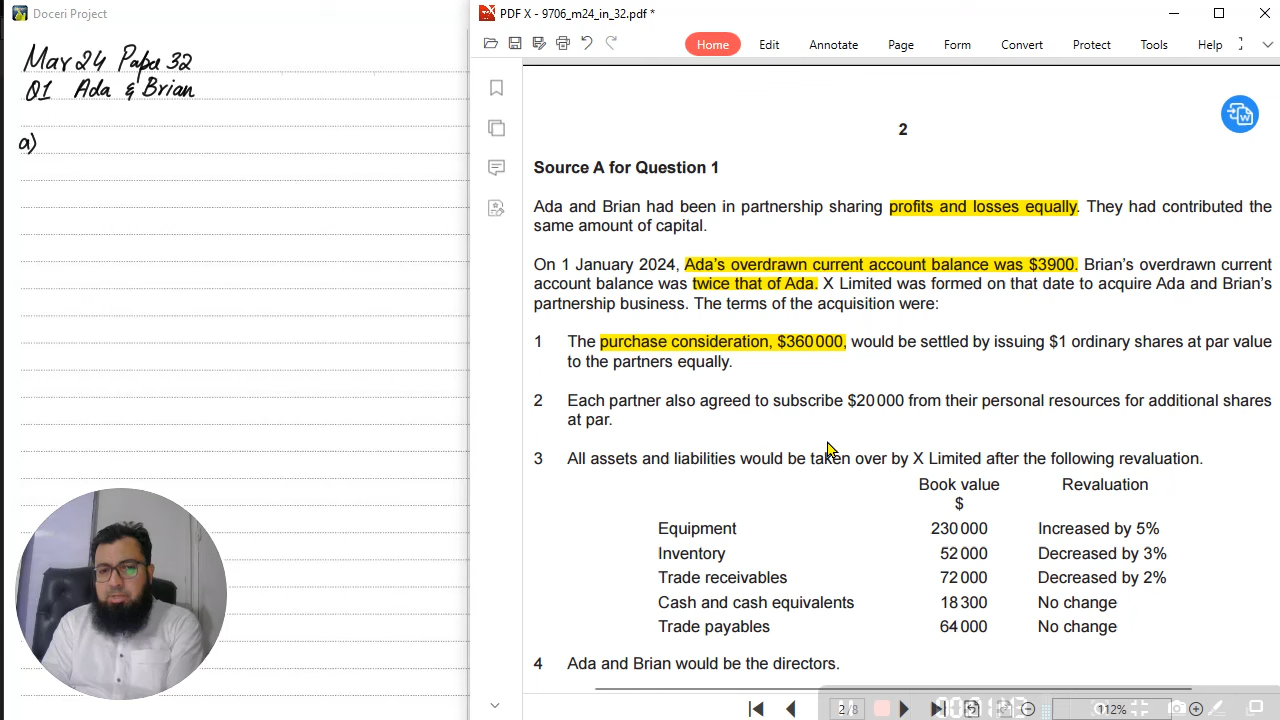 Doceri Project
Mar 24 Paper 32
Q1 Ada & Brian
a)
PDF X - 9706_m24_in_32.pdf *
Home Edit Annotate Page Form Convert Protect Tool Help
2
Source A for Question 1
Ada and Brian had been in partnership sharing profits and losses equally. They had contributed the
same amount of capital.
On 1 January 2024, Ada's overdrawn current account balance was $3900. Brian's overdrawn current
account balance was twice that of Ada. X Limited was formed on that date to acquire Ada and Brian's
partnership business. The terms of the acquisition were:
1 The purchase consideration, $360 000, would be settled by issuing $1 ordinary shares at par value
to the partners equally.
2 Each partner also agreed to subscribe $20 000 from their personal resources for additional shares
at par.
3 All assets and liabilities would be taken over by X Limited after the following revaluation.
Book value Revaluation
$
Equipment 230 000 Increased by 5%
Inventory 52 000 Decreased by 3%
Trade receivables 72 000 Decreased by 2%
Cash and cash equivalents 18 300 No change
Trade payables 64 000 No change
4 Ada and Brian would be the directors.
2/8 112%